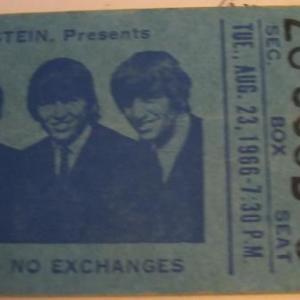 STEIN, Presents
NO EXCHANGES
TUE., AUG. 23, 1966-7:30 P.M.
SEC. BOX SEAT